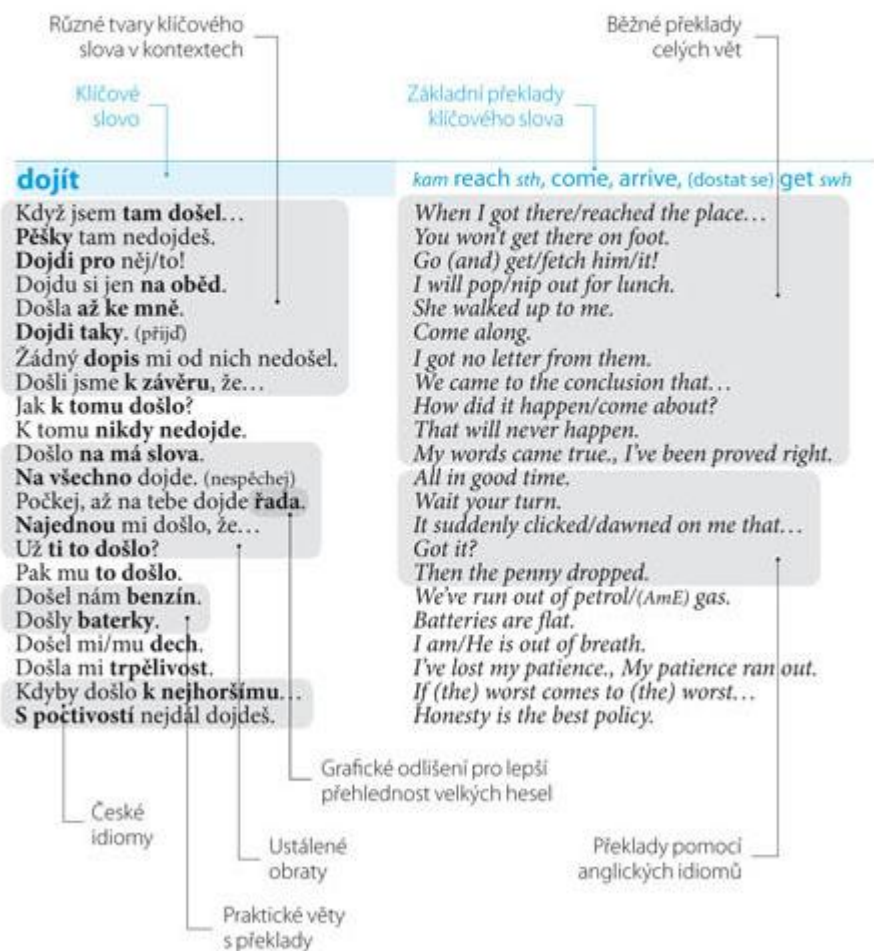 Různé tvary klíčového
slova v kontextech
Běžné překlady
celých vět
Klíčové
slovo
Základní překlady
klíčového slova
dojít
kam reach sth, come, arrive, (dostat se) get swh
Když jsem tam došel…
When I got there/reached the place…
Pěšky tam nedojdeš.
You won't get there on foot.
Dojdi pro něj/to!
Go (and) get/fetch him/it!
Dojdu si jen na oběd.
I will pop/nip out for lunch.
Došla až ke mně.
She walked up to me.
Dojdi taky. (přijď)
Come along.
Žádný dopis mi od nich nedošel.
I got no letter from them.
Došli jsme k závěru, že…
We came to the conclusion that…
Jak k tomu došlo?
How did it happen/come about?
K tomu nikdy nedojde.
That will never happen.
Došlo na má slova.
My words came true., I've been proved right.
Na všechno dojde. (nespěchej)
All in good time.
Počkej, až na tebe dojde řada.
Wait your turn.
Najednou mi došlo, že…
It suddenly clicked/dawned on me that…
Už ti to došlo?
Got it?
Pak mu to došlo.
Then the penny dropped.
Došel nám benzín.
We've run out of petrol/(AmE) gas.
Došly baterky.
Batteries are flat.
Došel mi/mu dech.
I am/He is out of breath.
Došla mi trpělivost.
I've lost my patience., My patience ran out.
Kdyby došlo k nejhoršímu…
If (the) worst comes to (the) worst…
S poctivostí nejdál dojdeš.
Honesty is the best policy.
Grafické odlišení pro lepší
přehlednost velkých hesel
České
idiomy
Ustálené
obraty
Překlady pomocí
anglických idiomů
Praktické věty
s překlady